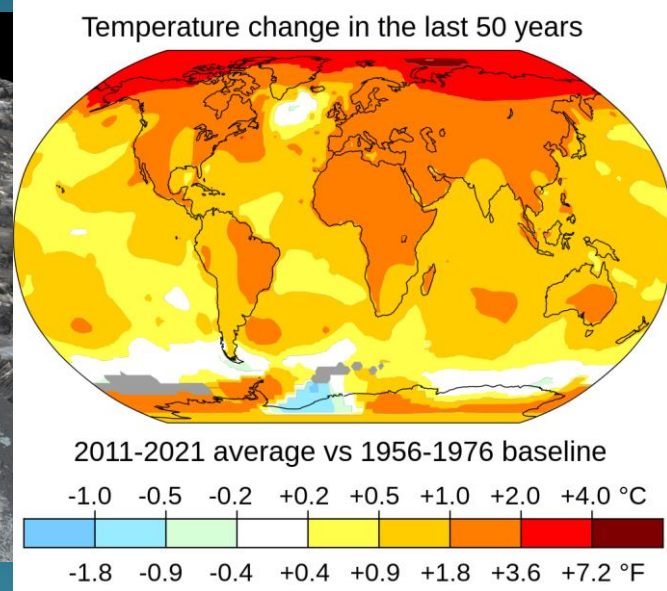 Temperature change in the last 50 years
2011-2021 average vs 1956-1976 baseline
-1.0 -0.5 -0.2 +0.2 +0.5 +1.0 +2.0 +4.0 °C
-1.8 -0.9 -0.4 +0.4 +0.9 +1.8 +3.6 +7.2 °F